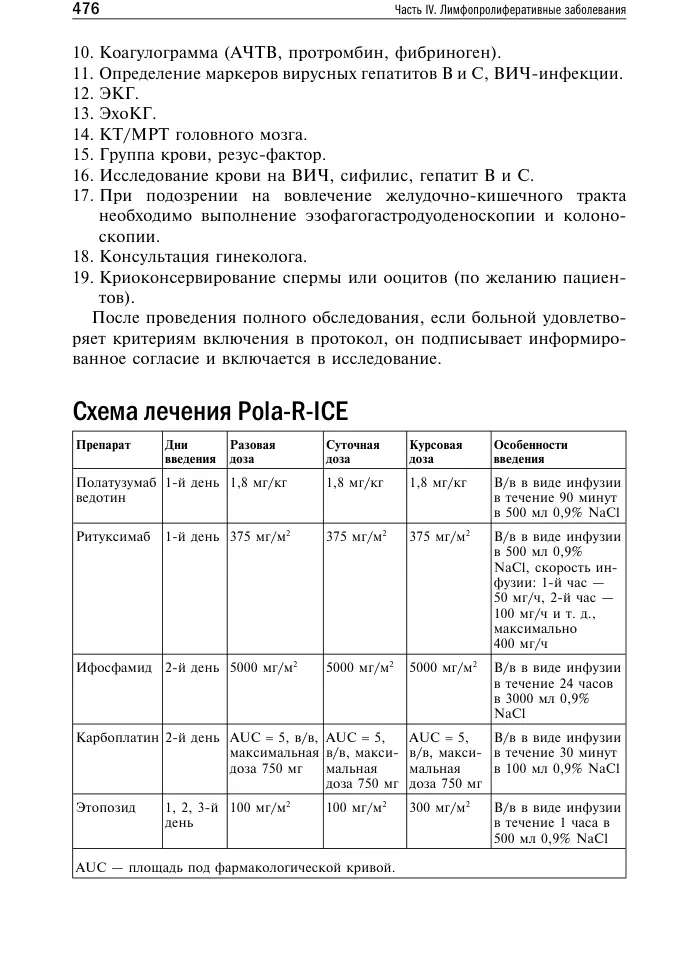 476
Часть IV. Лимфопролиферативные заболевания
10. Коагулограмма (АЧТВ, протромбин, фибриноген).
11. Определение маркеров вирусных гепатитов В и С, ВИЧ-инфекции.
12. ЭКГ.
13. ЭхоКГ.
14. КТ/МРТ головного мозга.
15. Группа крови, резус-фактор.
16. Исследование крови на ВИЧ, сифилис, гепатит В и С.
17. При подозрении на вовлечение желудочно-кишечного тракта
необходимо выполнение эзофагогастродуоденоскопии и колоно-
скопии.
18. Консультация гинеколога.
19. Криоконсервирование спермы или ооцитов (по желанию пациен-
тов).
После проведения полного обследования, если больной удовлетво-
ряет критериям включения в протокол, он подписывает информиро-
ванное согласие и включается в исследование.
Схема лечения Pola-R-ICE
Препарат
Дни
введения
Разовая
доза
Суточная
доза
Курсовая
доза
Особенности
введения
Полатузумаб
ведотин
1-й день
1,8 мг/кг
1,8 мг/кг
1,8 мг/кг
В/в в виде инфузии
в течение 90 минут
в 500 мл 0,9% NaCl
Ритуксимаб
1-й день
375 мг/м²
375 мг/м²
375 мг/м²
В/в в виде инфузии
в 500 мл 0,9%
NaCl, скорость ин-
фузии: 1-й час —
50 мг/ч, 2-й час —
100 мг/ч и т. д.,
максимально
400 мг/ч
Ифосфамид
2-й день
5000 мг/м²
5000 мг/м²
5000 мг/м²
В/в в виде инфузии
в течение 24 часов
в 3000 мл 0,9%
NaCl
Карбоплатин
2-й день
AUC = 5, в/в,
максимальная
доза 750 мг
AUC = 5,
в/в, макси-
мальная
доза 750 мг
AUC = 5,
в/в, макси-
мальная
доза 750 мг
В/в в виде инфузии
в течение 30 минут
в 100 мл 0,9% NaCl
Этопозид
1, 2, 3-й
день
100 мг/м²
100 мг/м²
300 мг/м²
В/в в виде инфузии
в течение 1 часа в
500 мл 0,9% NaCl
AUC — площадь под фармакологической кривой.